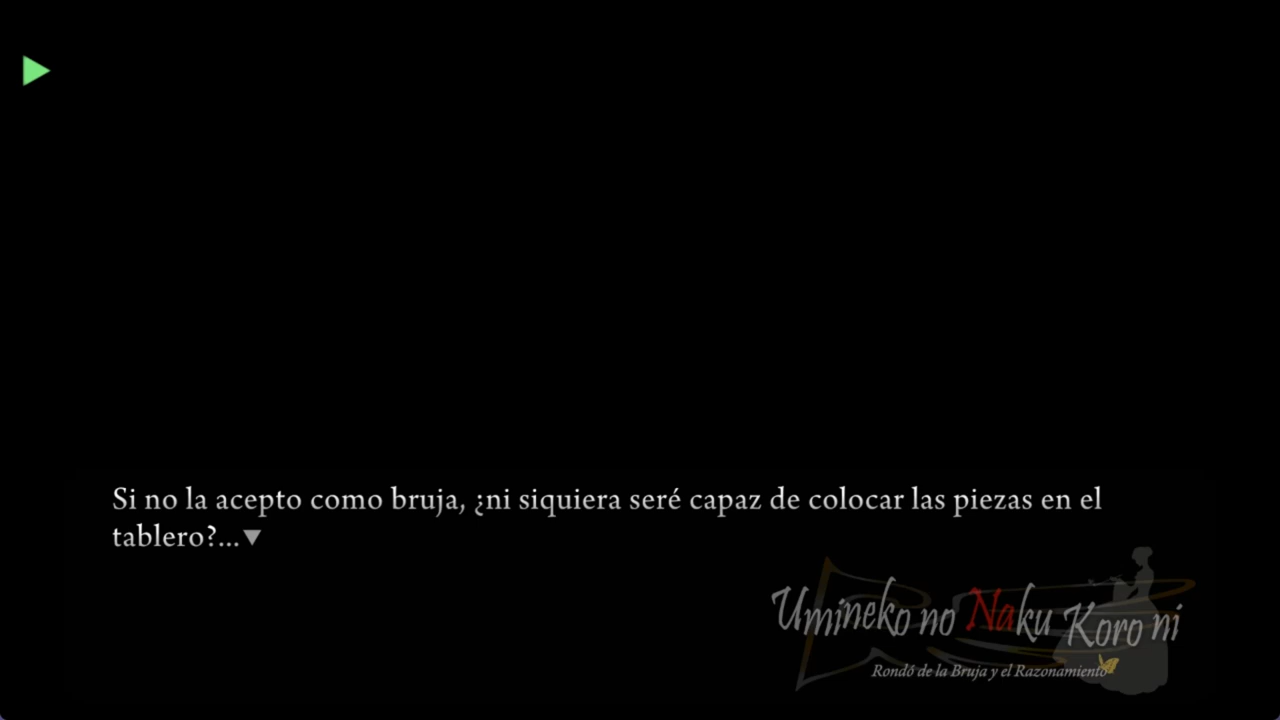 Si no la acepto como bruja, ¿ni siquiera seré capaz de colocar las piezas en el
tablero?...
Umineko no Naku Koro ni
Rondó de la Bruja y el Razonamiento